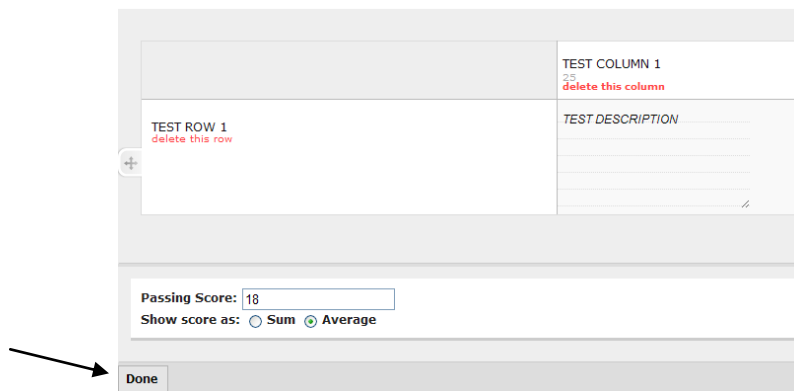 TEST COLUMN 1
25
delete this column
TEST ROW 1
delete this row
TEST DESCRIPTION
Passing Score: 18
Show score as: Sum Average
Done